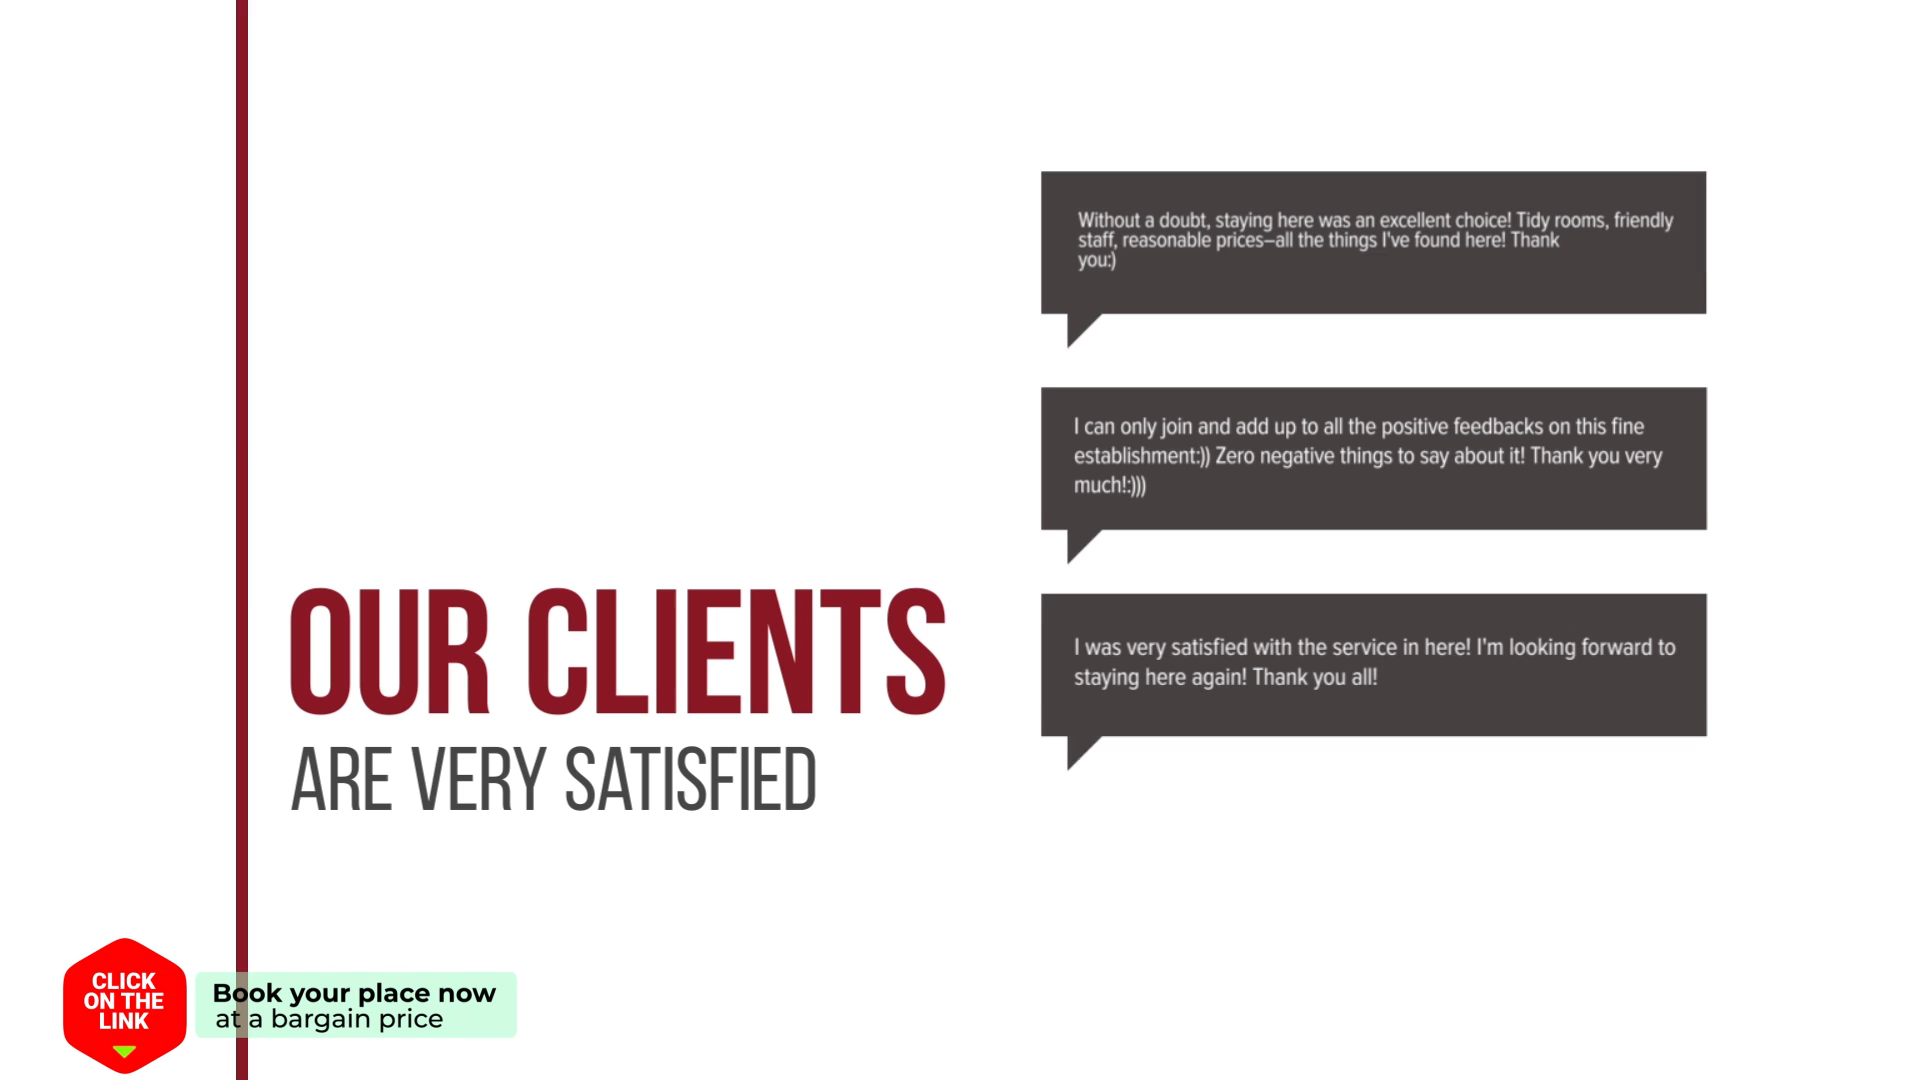 Without a doubt, staying here was an excellent choice! Tidy rooms, friendly
staff, reasonable prices–all the things I've found here! Thank
you:)
I can only join and add up to all the positive feedbacks on this fine
establishment:)) Zero negative things to say about it! Thank you very
much!:)))
I was very satisfied with the service in here! I'm looking forward to
staying here again! Thank you all!
OUR CLIENTS
ARE VERY SATISFIED
CLICK
ON THE
LINK
Book your place now
at a bargain price